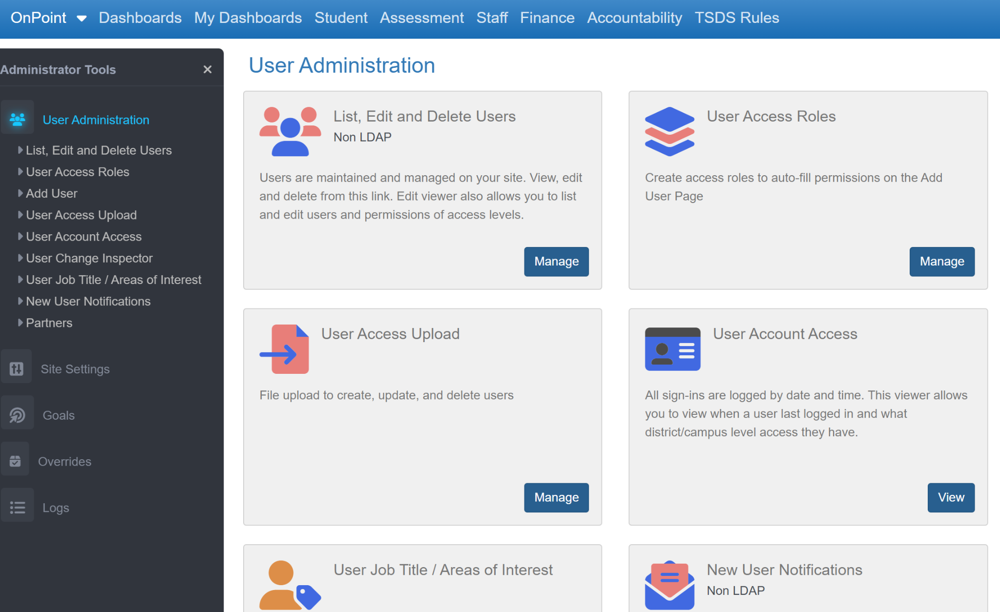 OnPoint Dashboards My Dashboards Student Assessment Staff Finance Accountability TSDS Rules
Administrator Tools
User Administration
List, Edit and Delete Users
User Access Roles
Add User
User Access Upload
User Account Access
User Change Inspector
User Job Title / Areas of Interest
New User Notifications
Partners
Site Settings
Goals
Overrides
Logs
User Administration
List, Edit and Delete Users
Non LDAP
Users are maintained and managed on your site. View, edit
and delete from this link. Edit viewer also allows you to list
and edit users and permissions of access levels.
Manage
User Access Roles
Create access roles to auto-fill permissions on the Add
User Page
Manage
User Access Upload
File upload to create, update, and delete users
Manage
User Account Access
All sign-ins are logged by date and time. This viewer allows
you to view when a user last logged in and what
district/campus level access they have.
View
User Job Title / Areas of Interest
New User Notifications
Non LDAP